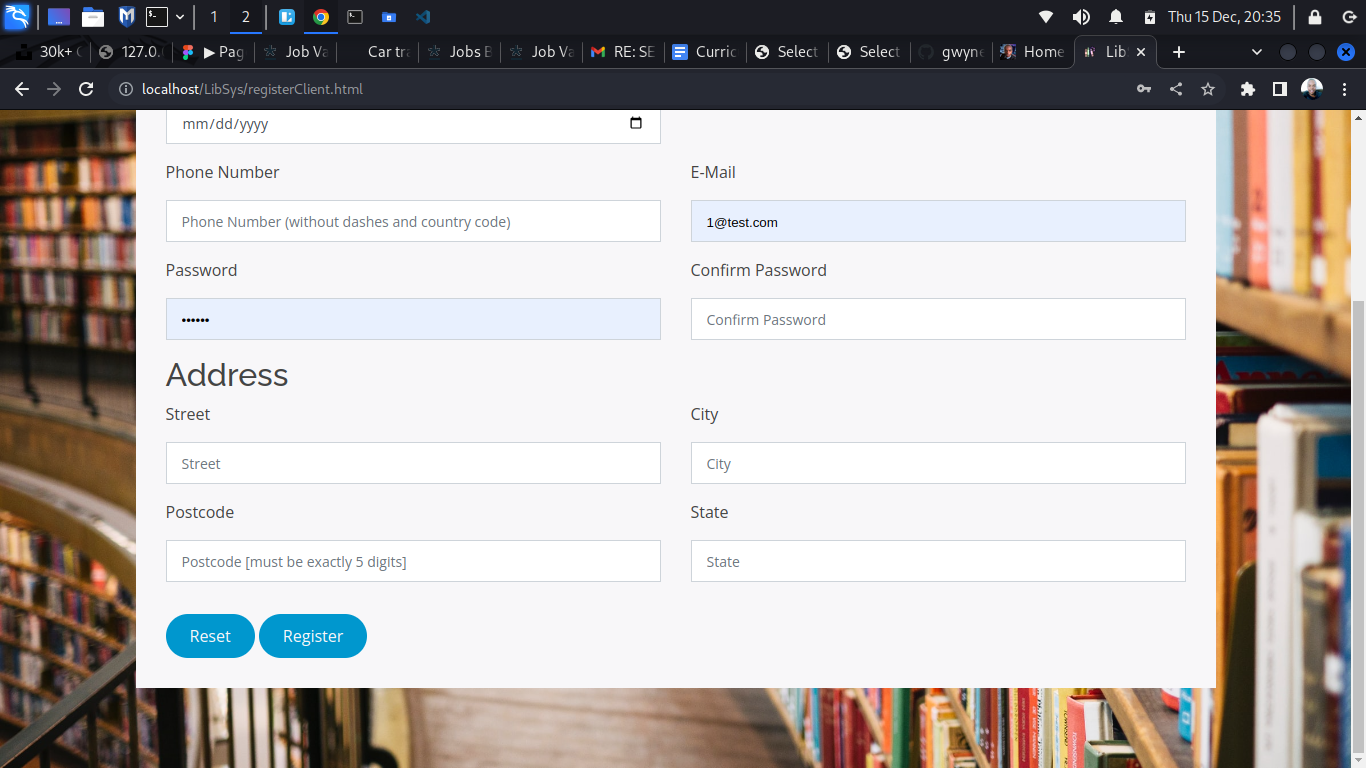 1 2 Thu 15 Dec, 20:35
30k+ 127.0. ▶ Pag Job Va Car tra Jobs B Job Va RE: SE Curric Select Select gwyne Home Lib
localhost/LibSys/registerClient.html
mm/dd/yyyy
Phone Number E-Mail
Phone Number (without dashes and country code) 1@test.com
Password Confirm Password
•••••• Confirm Password
Address
Street City
Street City
Postcode State
Postcode [must be exactly 5 digits] State
Reset Register